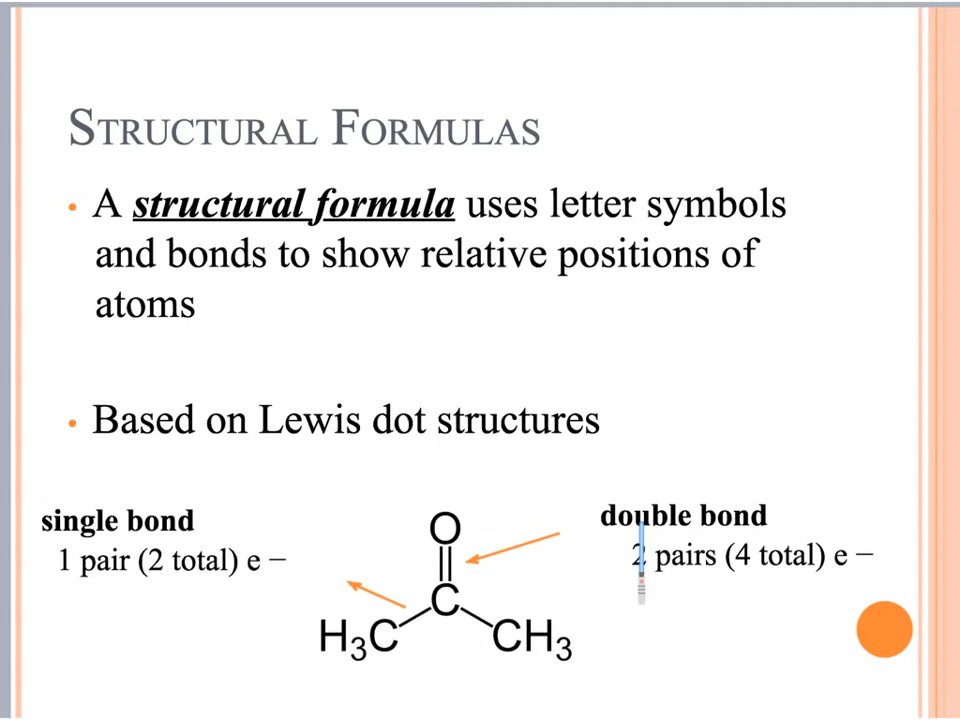 STRUCTURAL FORMULAS
• A structural formula uses letter symbols
and bonds to show relative positions of
atoms
• Based on Lewis dot structures
single bond
1 pair (2 total) e −
double bond
2 pairs (4 total) e −
O
C
H₃C
CH₃